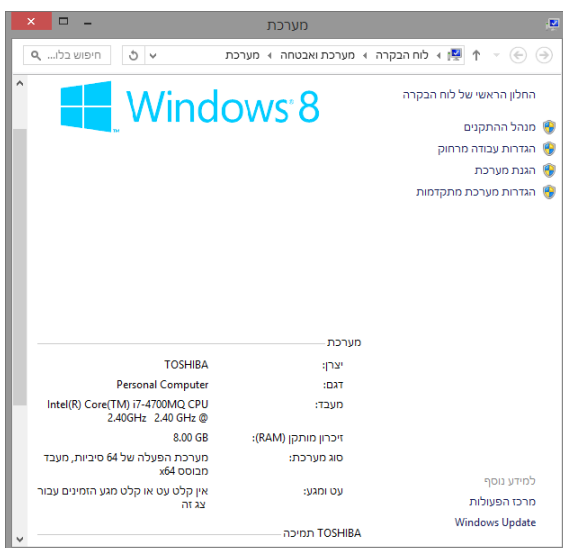 מערכת
לוח הבקרה
מערכת ואבטחה
מערכת
חיפוש בלו...
החלון הראשי של לוח הבקרה
מנהל ההתקנים
הגדרות עבודה מרחוק
הגנת מערכת
הגדרות מערכת מתקדמות
Windows 8
מערכת
יצרן: TOSHIBA
דגם: Personal Computer
מעבד: Intel(R) Core(TM) i7-4700MQ CPU
@ 2.40GHz 2.40 GHz
זיכרון מותקן (RAM): 8.00 GB
סוג מערכת: מערכת הפעלה של 64 סיביות, מעבד
מבוסס x64
עט ומגע: אין קלט עט או קלט מגע הזמינים עבור
צג זה
TOSHIBA תמיכה
למידע נוסף
מרכז הפעולות
Windows Update